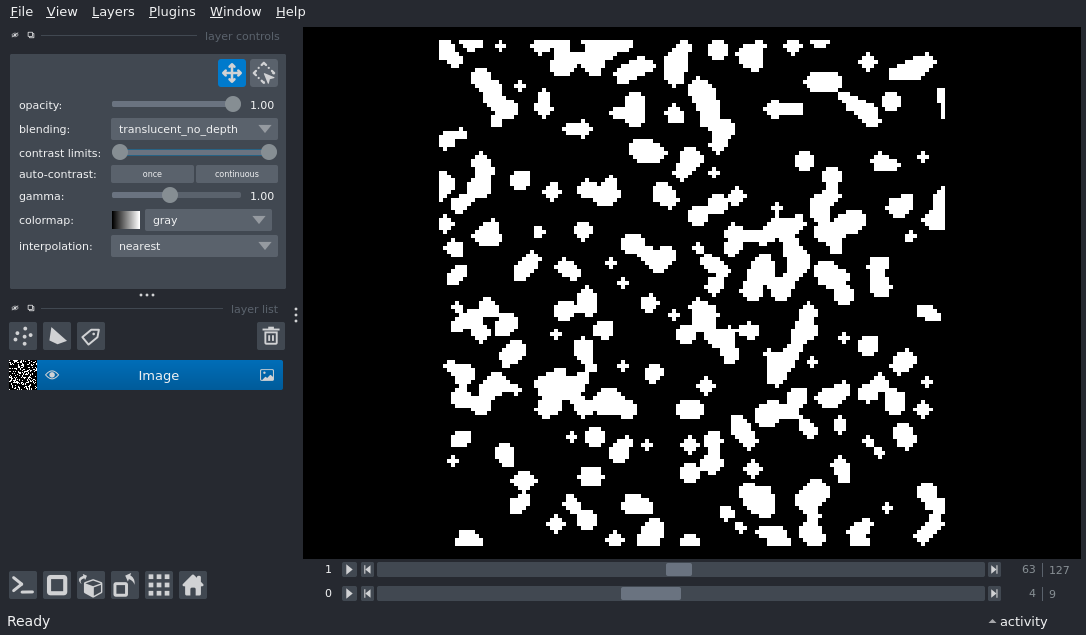 File View Layers Plugins Window Help
layer controls
opacity: 1.00
blending: translucent_no_depth
contrast limits:
auto-contrast: once continuous
gamma: 1.00
colormap: gray
interpolation: nearest
layer list
Image
1 63 127
0 4 9
Ready activity